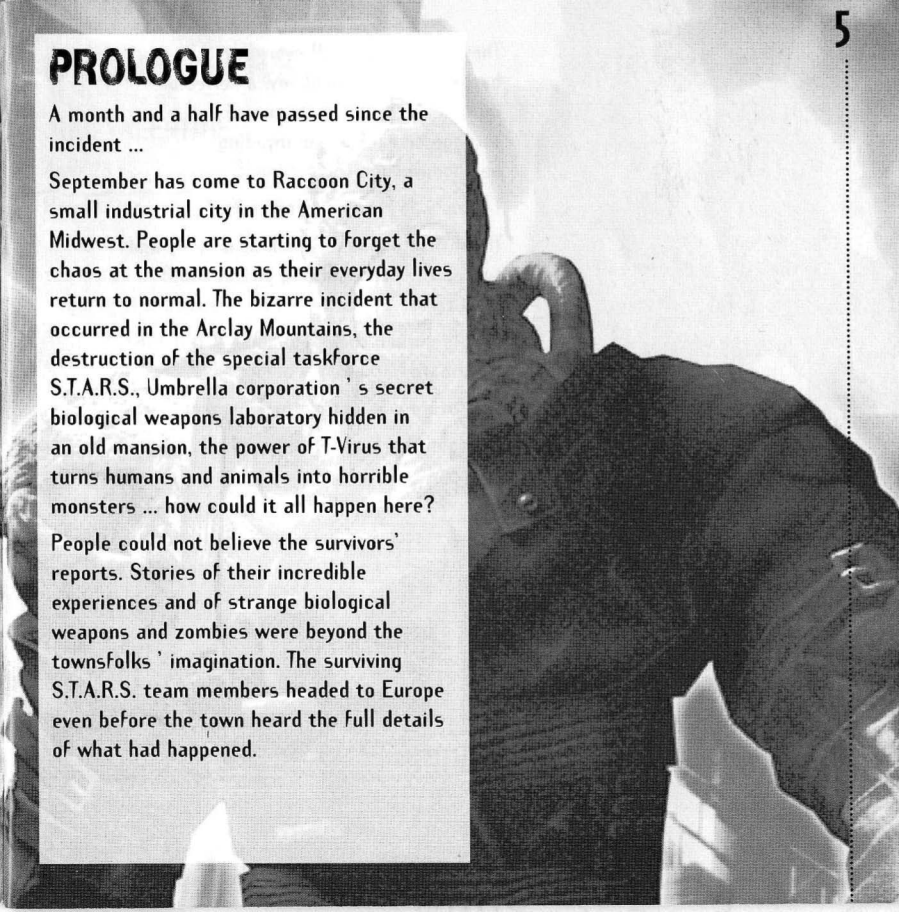 5
PROLOGUE
A month and a half have passed since the
incident ...
September has come to Raccoon City, a
small industrial city in the American
Midwest. People are starting to forget the
chaos at the mansion as their everyday lives
return to normal. The bizarre incident that
occurred in the Arclay Mountains, the
destruction of the special taskforce
S.T.A.R.S., Umbrella corporation ' s secret
biological weapons laboratory hidden in
an old mansion, the power of T-Virus that
turns humans and animals into horrible
monsters ... how could it all happen here?
People could not believe the survivors'
reports. Stories of their incredible
experiences and of strange biological
weapons and zombies were beyond the
townsfolks ' imagination. The surviving
S.T.A.R.S. team members headed to Europe
even before the town heard the full details
of what had happened.